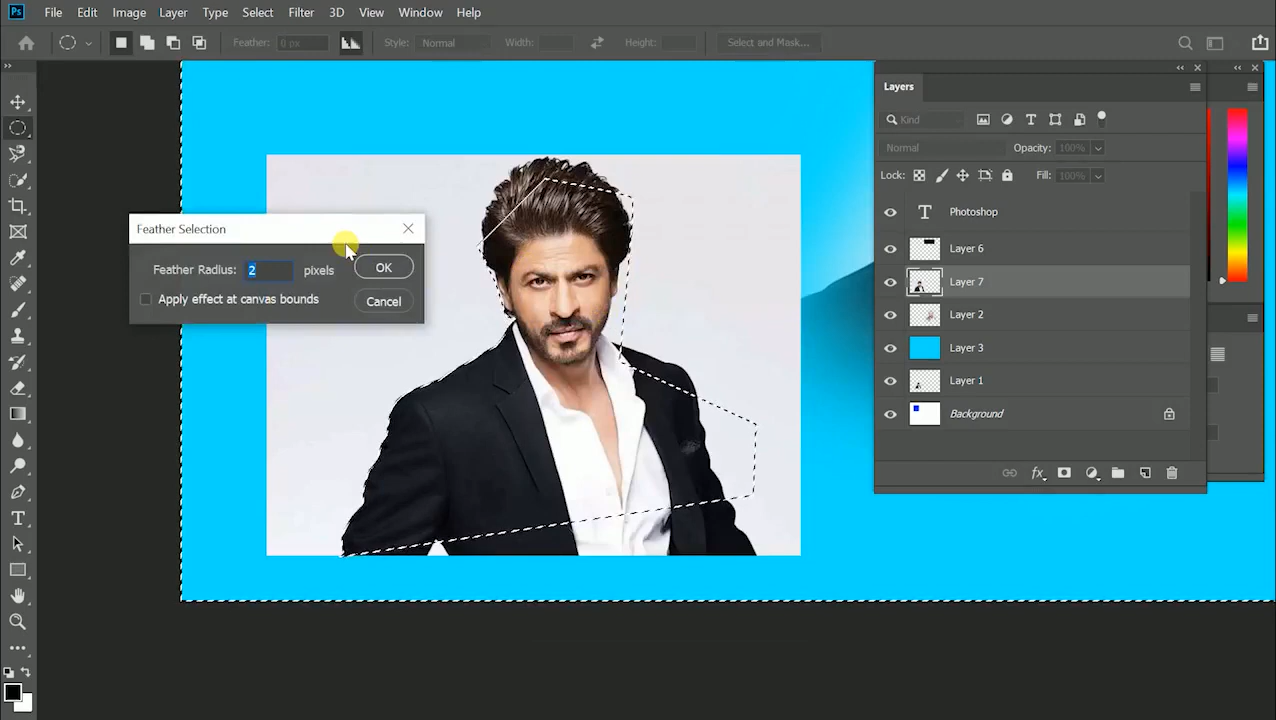 Ps File Edit Image Layer Type Select Filter 3D View Window Help
Feather: 0 px Style: Normal Width: Height: Select and Mask...
Layers
Kind
Normal Opacity: 100%
Lock: Fill: 100%
Photoshop
Layer 6
Layer 7
Layer 2
Layer 3
Layer 1
Background
fx
Feather Selection
Feather Radius: 2 pixels OK
Apply effect at canvas bounds Cancel